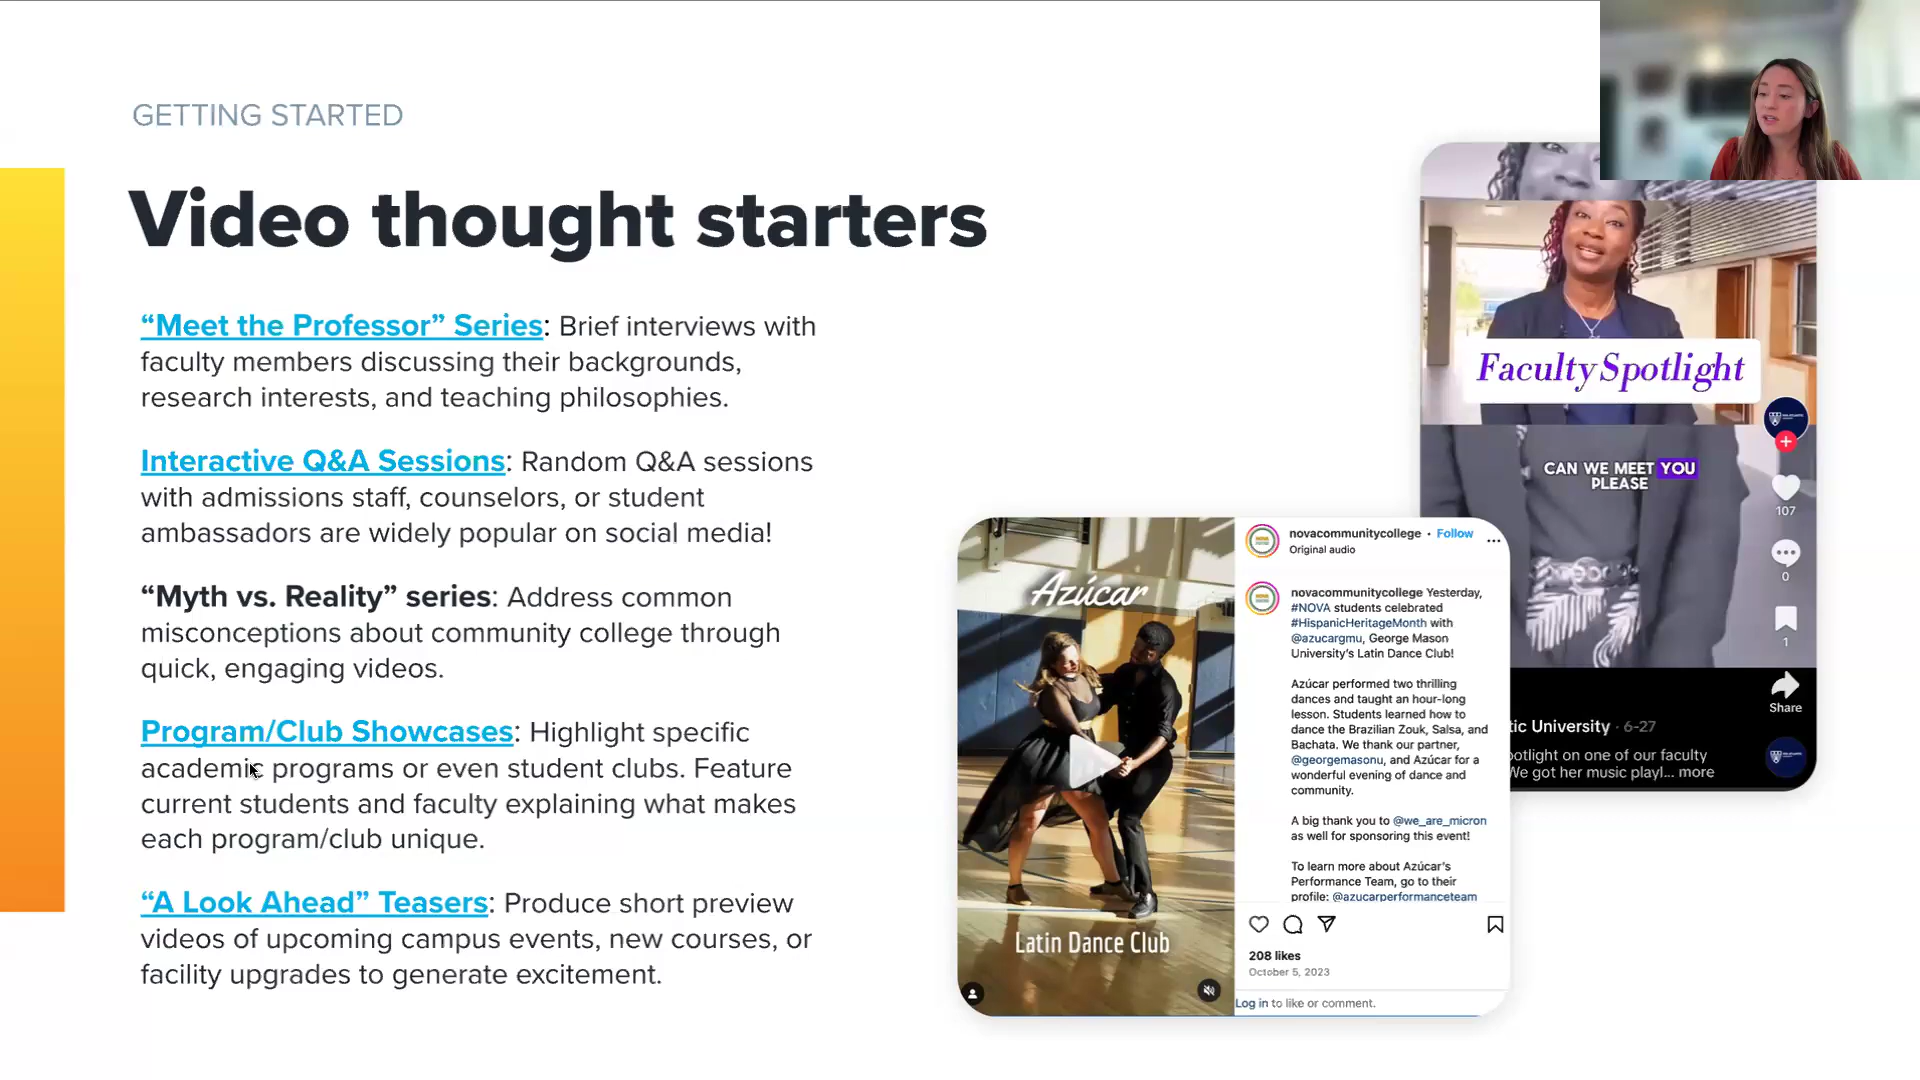 GETTING STARTED
Video thought starters
“Meet the Professor” Series: Brief interviews with
faculty members discussing their backgrounds,
research interests, and teaching philosophies.
Interactive Q&A Sessions: Random Q&A sessions
with admissions staff, counselors, or student
ambassadors are widely popular on social media!
“Myth vs. Reality” series: Address common
misconceptions about community college through
quick, engaging videos.
Program/Club Showcases: Highlight specific
academic programs or even student clubs. Feature
current students and faculty explaining what makes
each program/club unique.
“A Look Ahead” Teasers: Produce short preview
videos of upcoming campus events, new courses, or
facility upgrades to generate excitement.
Azúcar
Latin Dance Club
novacommunitycollege • Follow
Original audio
novacommunitycollege Yesterday,
#NOVA students celebrated
#HispanicHeritageMonth with
@azucargmu, George Mason
University's Latin Dance Club!
Azúcar performed two thrilling
dances and taught an hour-long
lesson. Students learned how to
dance the Brazilian Zouk, Salsa, and
Bachata. We thank our partner,
@georgemasonu, and Azúcar for a
wonderful evening of dance and
community.
A big thank you to @we_are_micron
as well for sponsoring this event!
To learn more about Azúcar's
Performance Team, go to their
profile: @azucarperformanceteam
208 likes
October 5, 2023
Log in to like or comment.
Faculty Spotlight
CAN WE MEET YOU
PLEASE
107
0
1
Share
tic University · 6-27
potlight on one of our faculty
We got her music playl... more